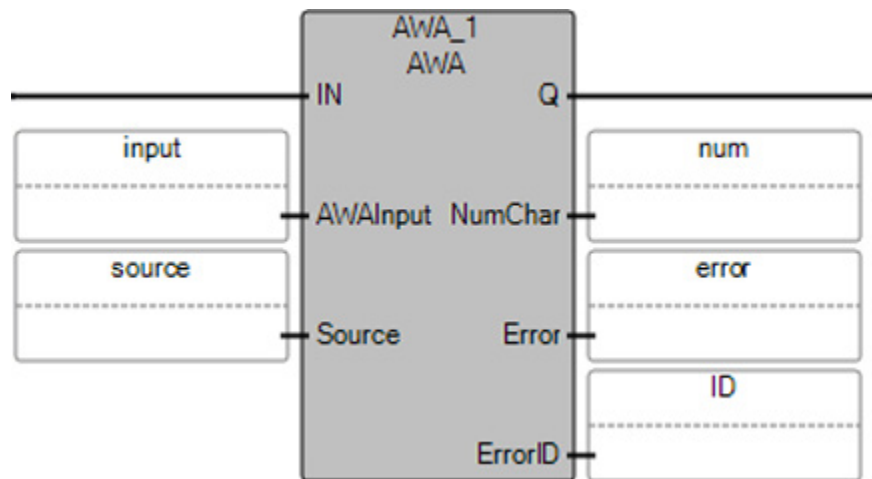 AWA_1
AWA
IN Q
input num
AWAInput NumChar
source error
Source Error
ID
ErrorID